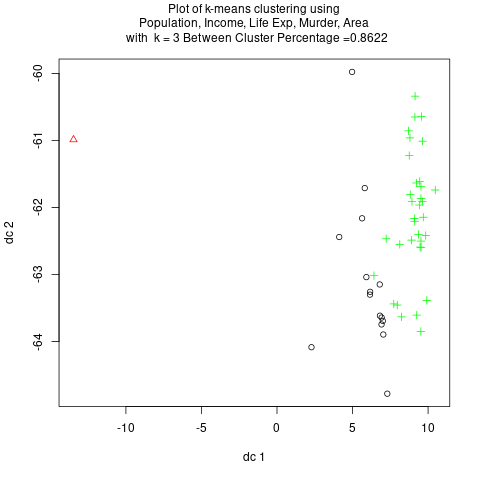 Plot of k-means clustering using
Population, Income, Life Exp, Murder, Area
with k = 3 Between Cluster Percentage =0.8622
-60
-61
-62
-63
-64
dc 2
-10
-5
0
5
10
dc 1